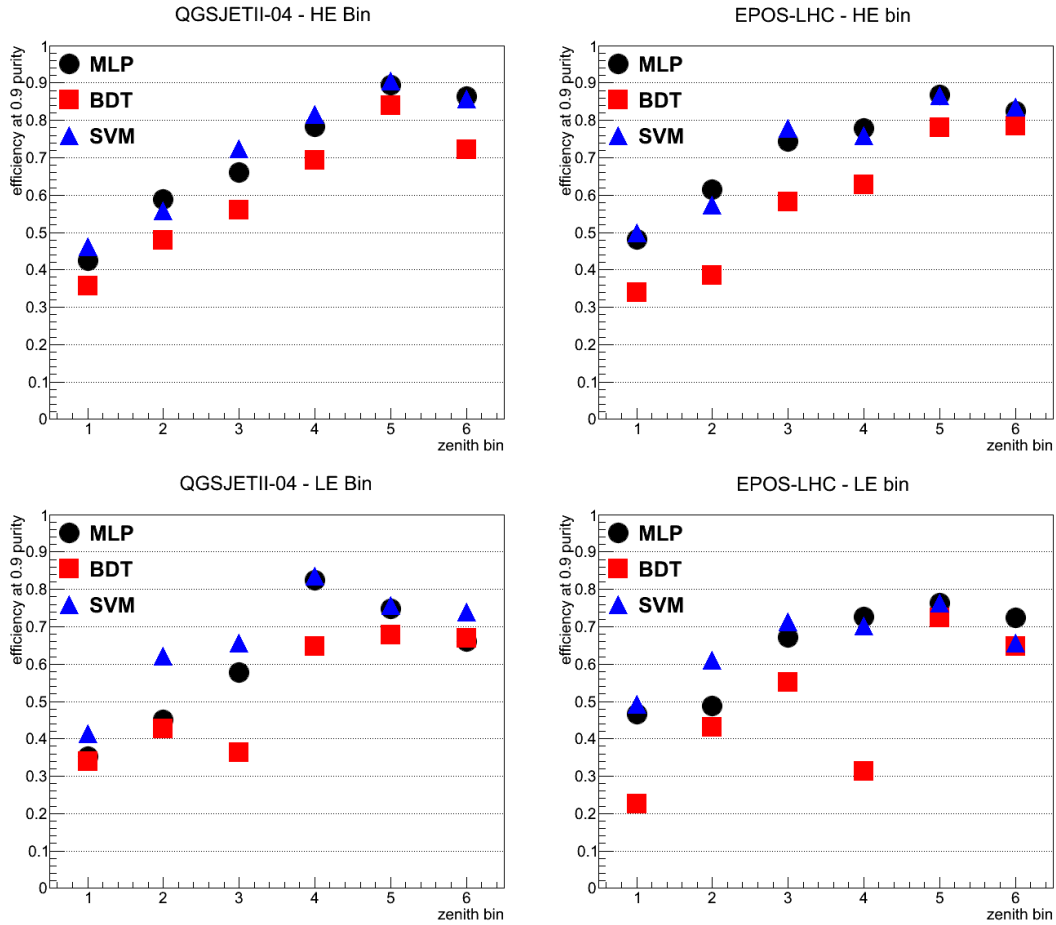 QGSJETII-04 - HE Bin
efficiency at 0.9 purity
1
0.9
0.8
0.7
0.6
0.5
0.4
0.3
0.2
0.1
0
MLP
BDT
SVM
1 2 3 4 5 6
zenith bin
EPOS-LHC - HE bin
efficiency at 0.9 purity
1
0.9
0.8
0.7
0.6
0.5
0.4
0.3
0.2
0.1
0
MLP
BDT
SVM
1 2 3 4 5 6
zenith bin
QGSJETII-04 - LE Bin
efficiency at 0.9 purity
1
0.9
0.8
0.7
0.6
0.5
0.4
0.3
0.2
0.1
0
MLP
BDT
SVM
1 2 3 4 5 6
zenith bin
EPOS-LHC - LE bin
efficiency at 0.9 purity
1
0.9
0.8
0.7
0.6
0.5
0.4
0.3
0.2
0.1
0
MLP
BDT
SVM
1 2 3 4 5 6
zenith bin